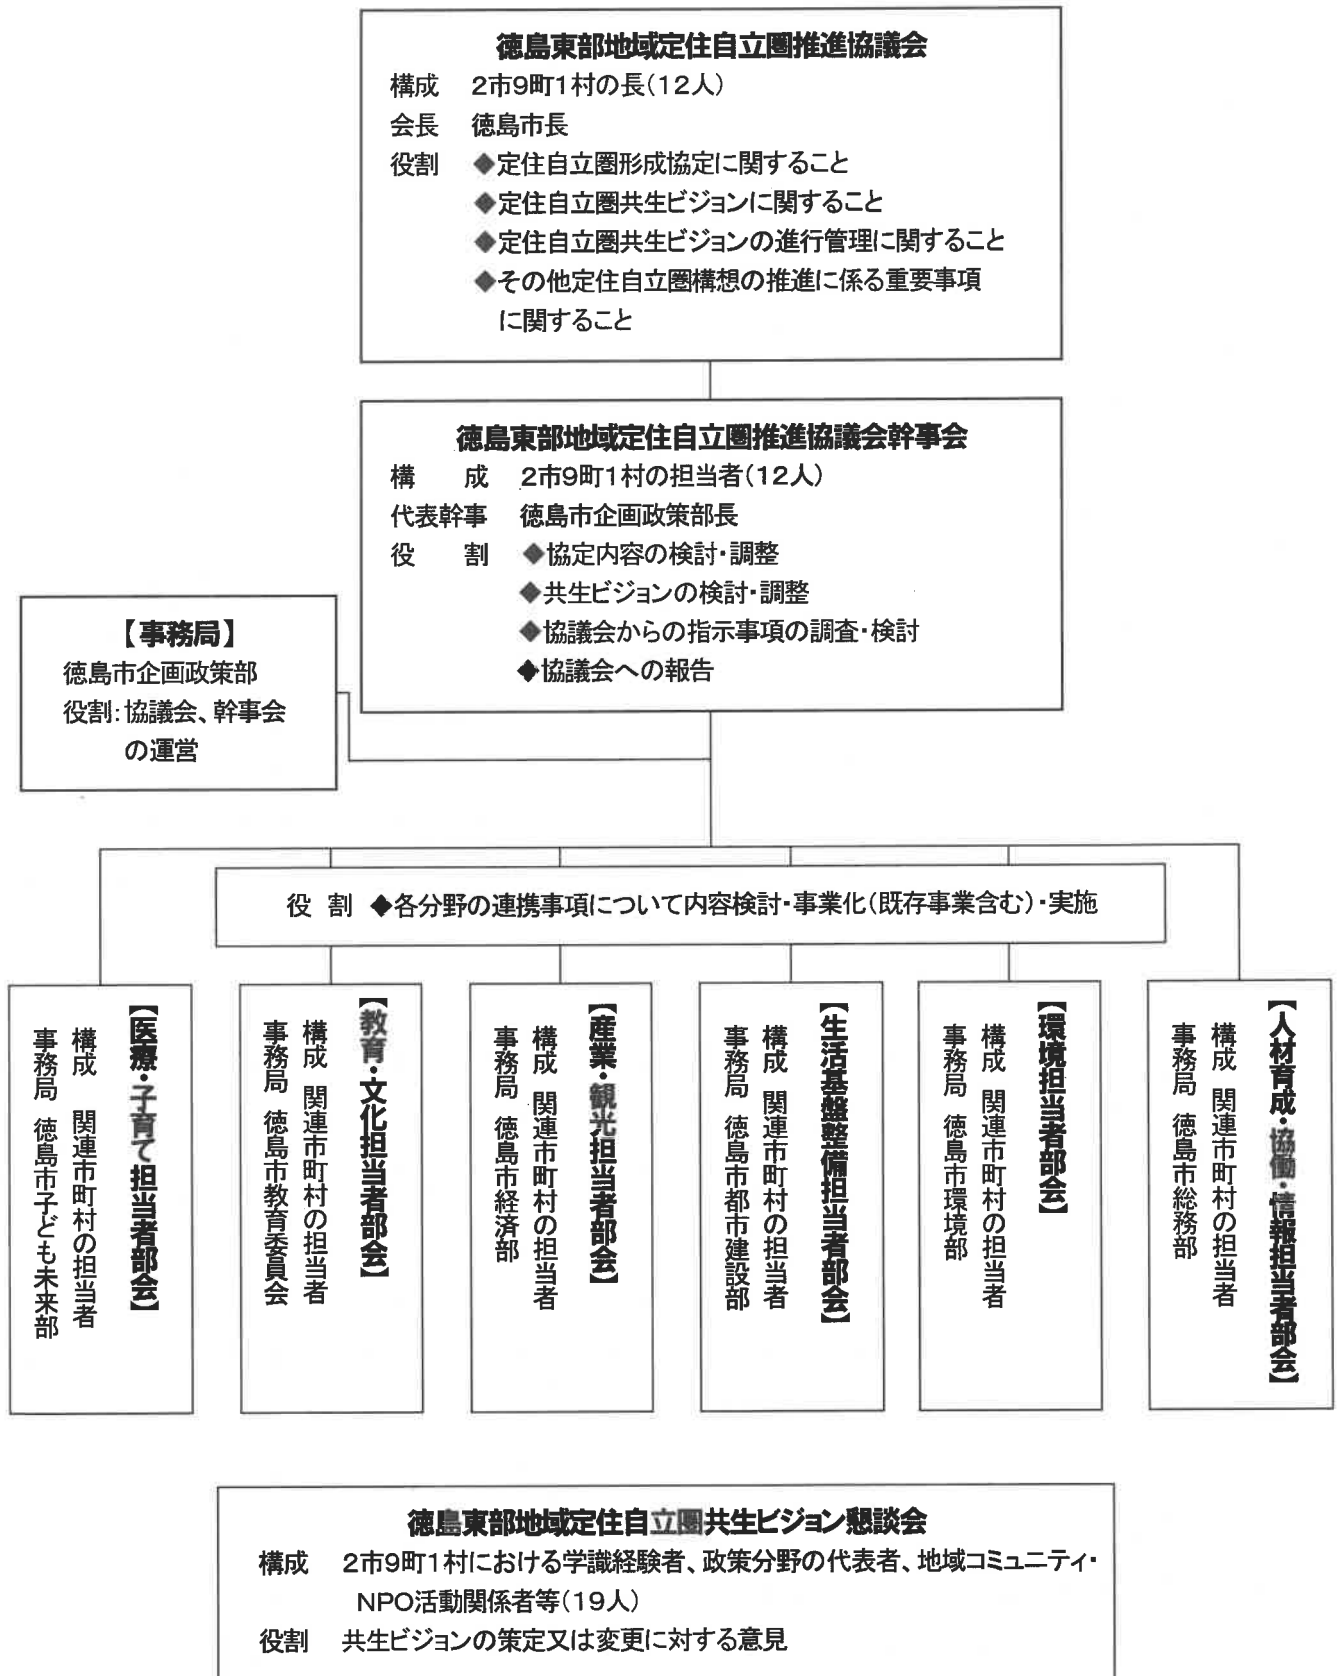 徳島東部地域定住自立圏推進協議会
構成 2市9町1村の長(12人)
会長 徳島市長
役割 ◆定住自立圏形成協定に関すること
◆定住自立圏共生ビジョンに関すること
◆定住自立圏共生ビジョンの進行管理に関すること
◆その他定住自立圏構想の推進に係る重要事項
に関すること
徳島東部地域定住自立圏推進協議会幹事会
構 成 2市9町1村の担当者(12人)
代表幹事 徳島市企画政策部長
役 割 ◆協定内容の検討・調整
◆共生ビジョンの検討・調整
◆協議会からの指示事項の調査・検討
◆協議会への報告
【事務局】
徳島市企画政策部
役割:協議会、幹事会
の運営
役 割 ◆各分野の連携事項について内容検討・事業化(既存事業含む)・実施
【医療・子育て担当者部会】
構成 関連市町村の担当者
事務局 徳島市子ども未来部
【教育・文化担当者部会】
構成 関連市町村の担当者
事務局 徳島市教育委員会
【産業・観光担当者部会】
構成 関連市町村の担当者
事務局 徳島市経済部
【生活基盤整備担当者部会】
構成 関連市町村の担当者
事務局 徳島市都市建設部
【環境担当者部会】
構成 関連市町村の担当者
事務局 徳島市環境部
【人材育成・協働・情報担当者部会】
構成 関連市町村の担当者
事務局 徳島市総務部
徳島東部地域定住自立圏共生ビジョン懇談会
構成 2市9町1村における学識経験者、政策分野の代表者、地域コミュニティ・
NPO活動関係者等(19人)
役割 共生ビジョンの策定又は変更に対する意見